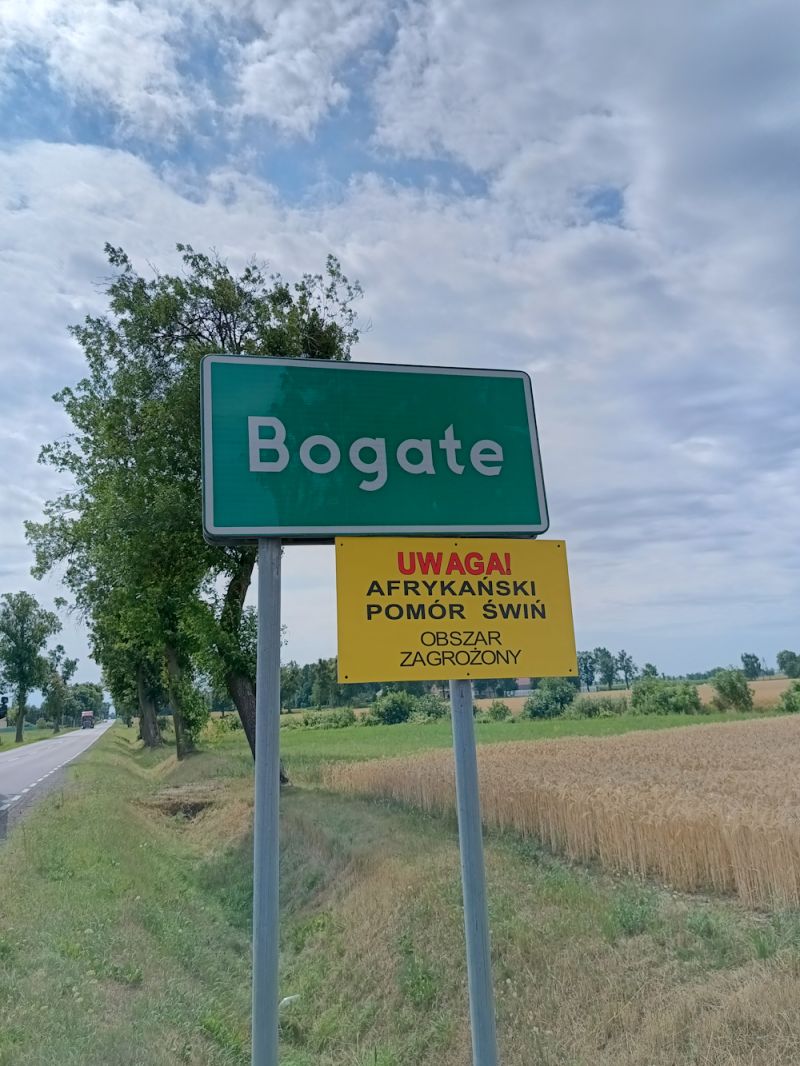 Bogate
UWAGA!
AFRYKAŃSKI
POMÓR ŚWIŃ
OBSZAR
ZAGROŻONY